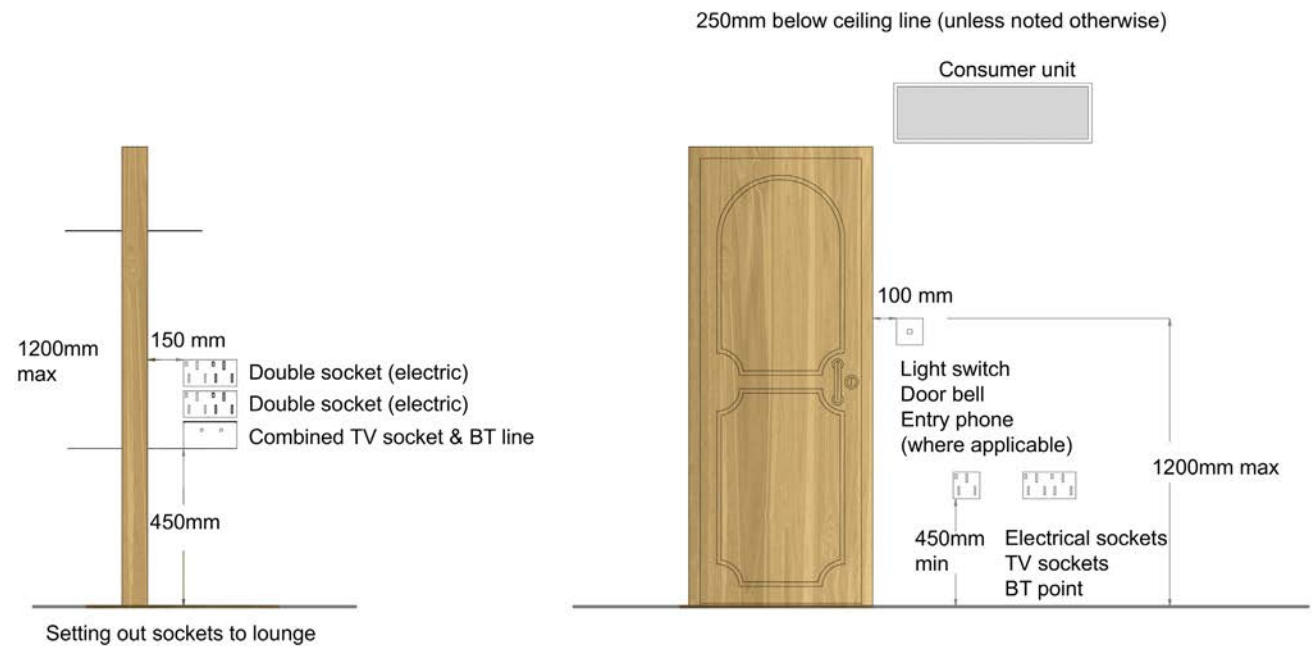 250mm below ceiling line (unless noted otherwise)
Consumer unit
100 mm
150 mm
1200mm
max
Double socket (electric)
Double socket (electric)
Combined TV socket & BT line
Light switch
Door bell
Entry phone
(where applicable)
1200mm max
450mm
450mm
min
Electrical sockets
TV sockets
BT point
Setting out sockets to lounge